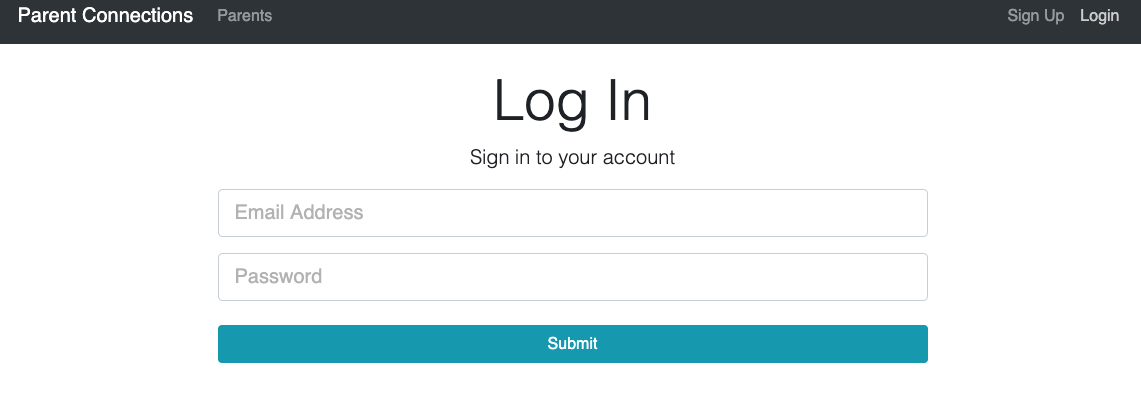 Parent Connections Parents Sign Up Login
Log In
Sign in to your account
Email Address
Password
Submit